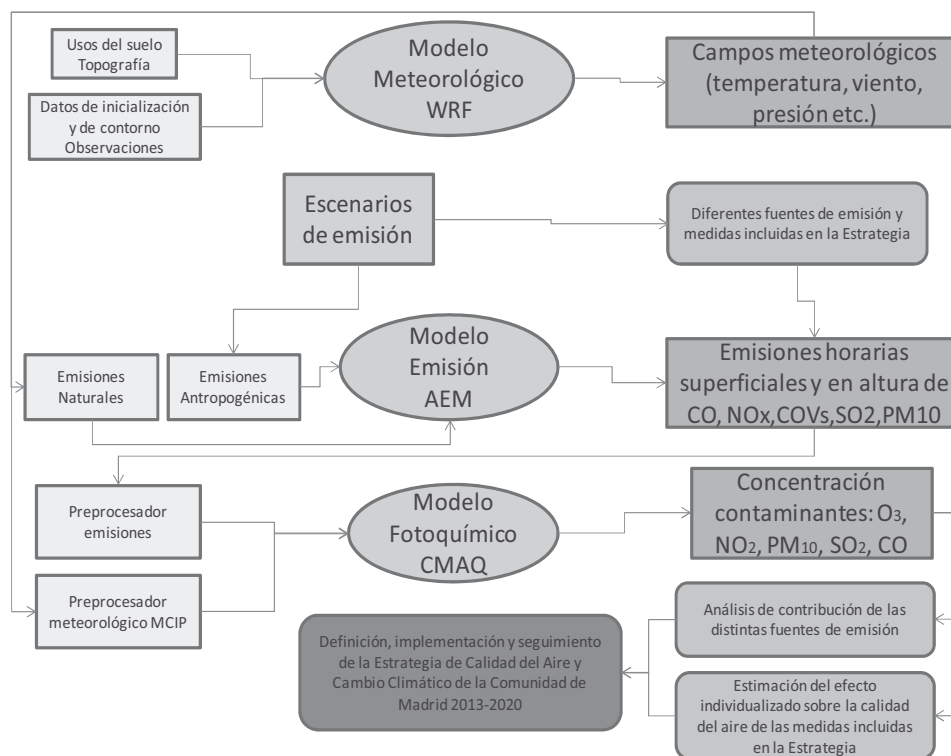 Usos del suelo
Topografía
Datos de inicialización
y de contorno
Observaciones
Modelo
Meteorológico
WRF
Campos meteorológicos
(temperatura, viento,
presión etc.)
Escenarios
de emisión
Diferentes fuentes de emisión y
medidas incluidas en la Estrategia
Emisiones
Naturales
Emisiones
Antropogénicas
Modelo
Emisión
AEM
Emisiones horarias
superficiales y en altura de
CO, NOx,COVs,SO2,PM10
Preprocesador
emisiones
Preprocesador
meteorológico MCIP
Modelo
Fotoquímico
CMAQ
Concentración
contaminantes: O3,
NO2, PM10, SO2, CO
Análisis de contribución de las
distintas fuentes de emisión
Definición, implementación y seguimiento
de la Estrategia de Calidad del Aire y
Cambio Climático de la Comunidad de
Madrid 2013-2020
Estimación del efecto
individualizado sobre la calidad
del aire de las medidas incluidas
en la Estrategia